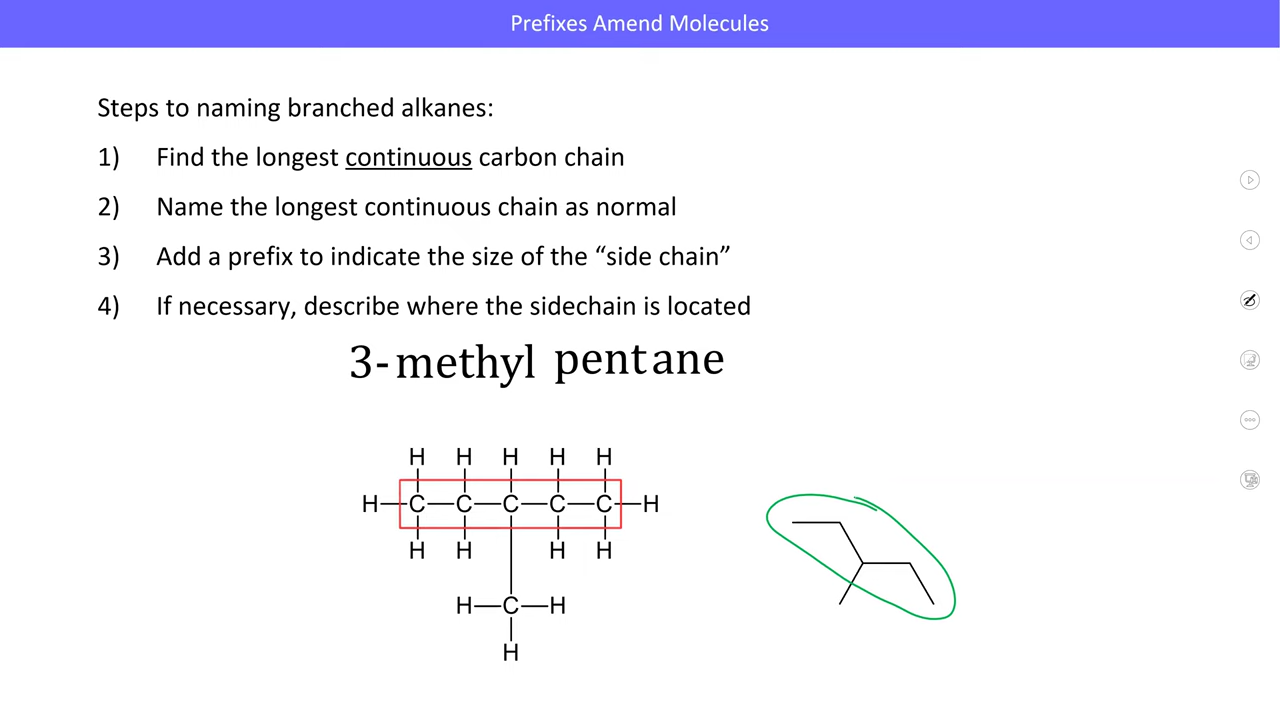 Prefixes Amend Molecules
Steps to naming branched alkanes:
1) Find the longest continuous carbon chain
2) Name the longest continuous chain as normal
3) Add a prefix to indicate the size of the “side chain”
4) If necessary, describe where the sidechain is located
3-methyl pentane
H H H H H
H C C C C C H
H H H H
H C H
H